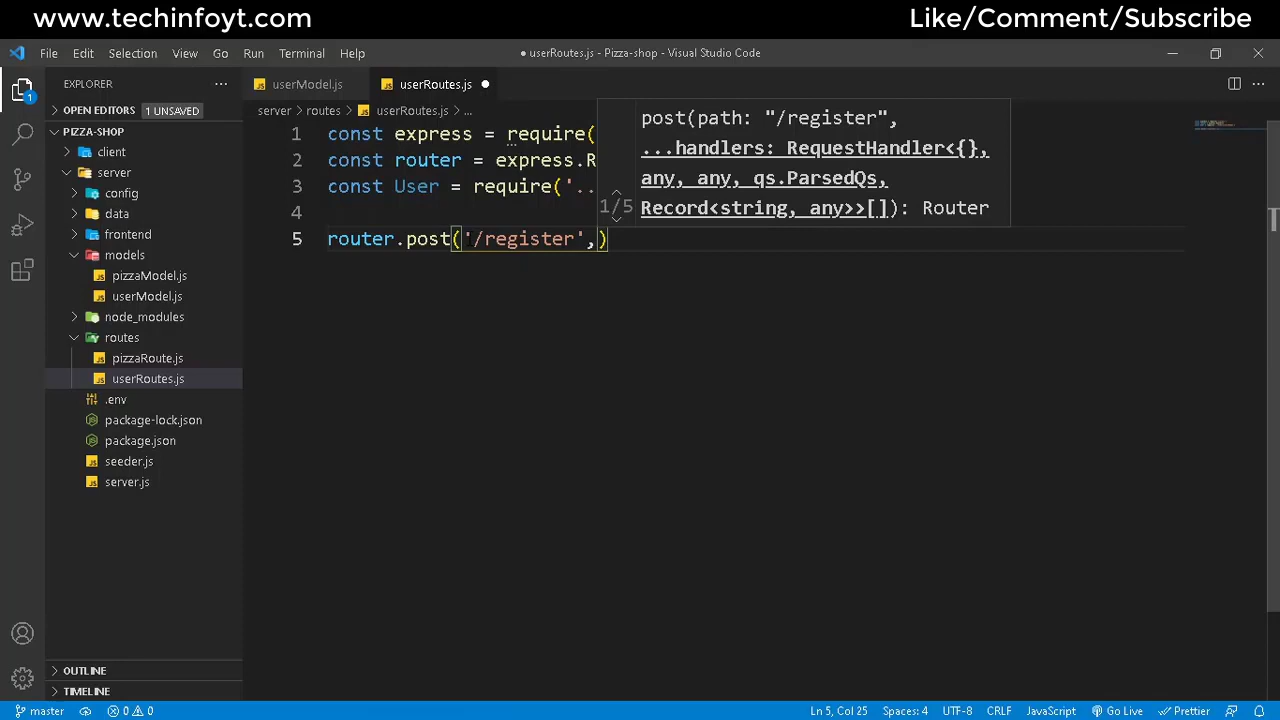 www.techinfoyt.com
Like/Comment/Subscribe
File Edit Selection View Go Run Terminal Help
● userRoutes.js - Pizza-shop - Visual Studio Code
EXPLORER
userModel.js
userRoutes.js
OPEN EDITORS 1 UNSAVED
server > routes > userRoutes.js > ...
PIZZA-SHOP
client
server
config
data
frontend
models
pizzaModel.js
userModel.js
node_modules
routes
pizzaRoute.js
userRoutes.js
.env
package-lock.json
package.json
seeder.js
server.js
OUTLINE
TIMELINE
1 const express = require(
2 const router = express.R
3 const User = require('..
4
5 router.post('/register',)
post(path: "/register",
...handlers: RequestHandler<{},
any, any, qs.ParsedQs,
1/5
Record<string, any>>[]): Router
1
master
0 0
Ln 5, Col 25 Spaces: 4 UTF-8 CRLF JavaScript Go Live Prettier